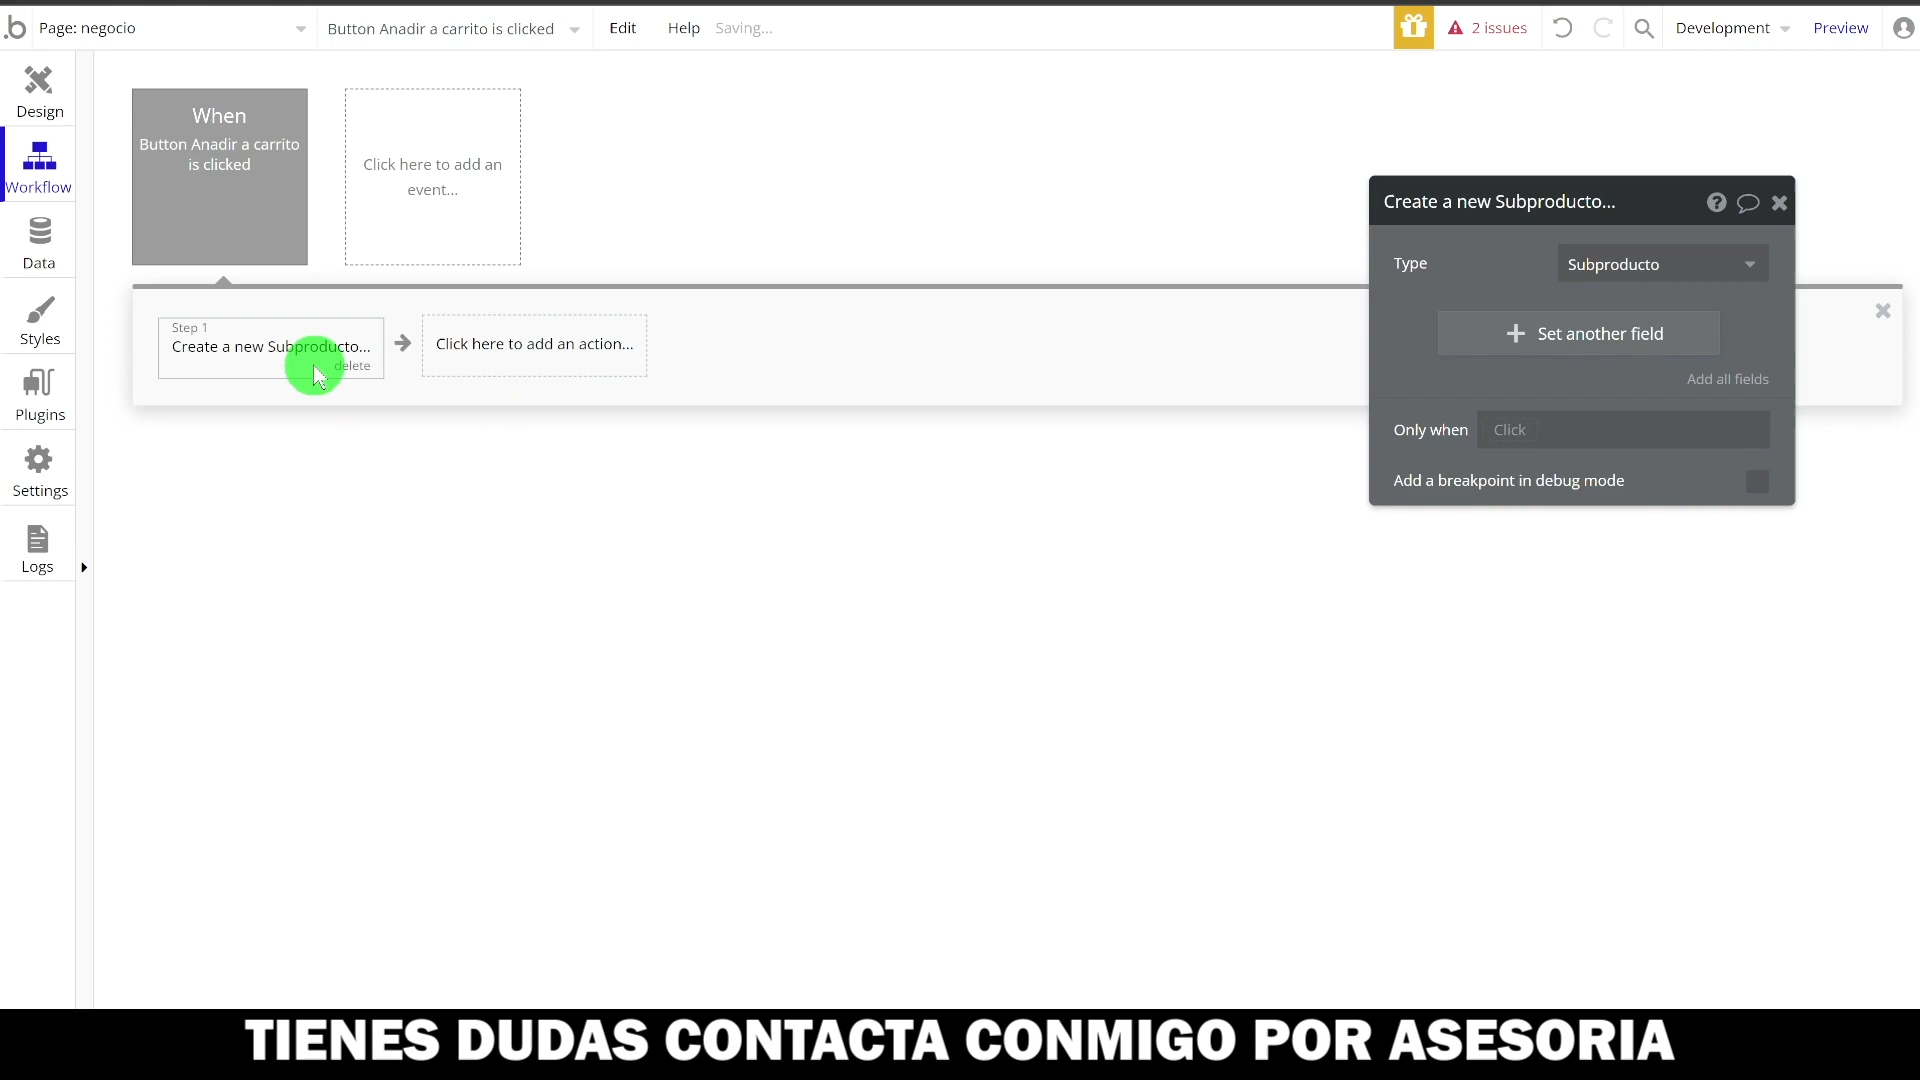 .b
Page: negocio
Button Anadir a carrito is clicked
Edit
Help
Saving...
2 issues
Development
Preview
Design
Workflow
Data
Styles
Plugins
Settings
Logs
When
Button Anadir a carrito
is clicked
Click here to add an
event...
Step 1
Create a new Subproducto...
delete
Click here to add an action...
Create a new Subproducto...
Type
Subproducto
Set another field
Add all fields
Only when
Click
Add a breakpoint in debug mode
TIENES DUDAS CONTACTA CONMIGO POR ASESORIA